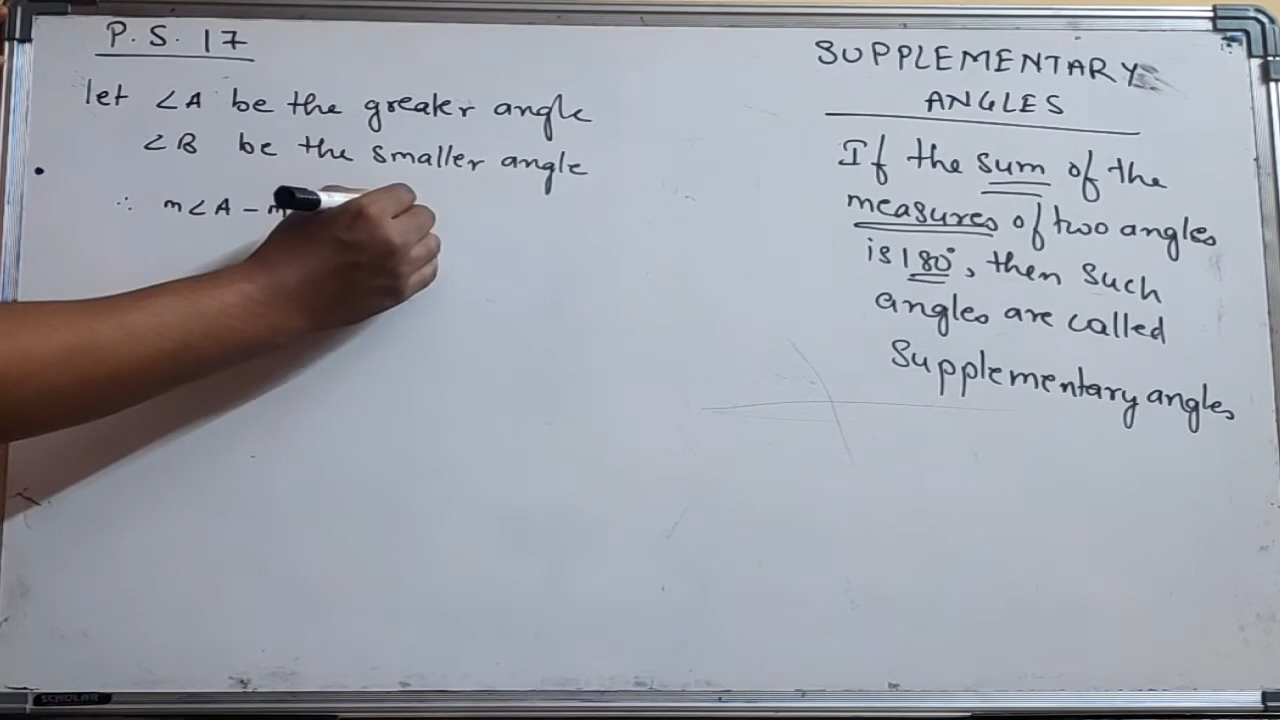 P. S. 17
let ∠A be the greater angle
∠B be the smaller angle
∴ m∠A - m
SUPPLEMENTARY
ANGLES
If the sum of the
measures of two angles
is 180°, then such
angles are called
Supplementary angles
SCHOLAR